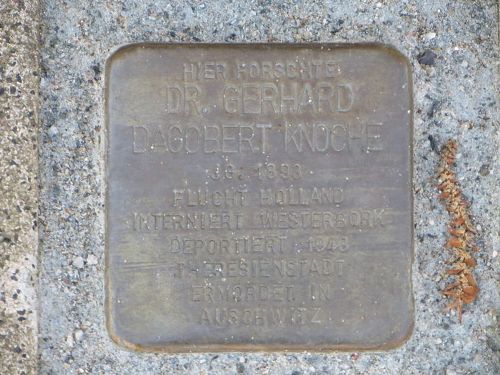 HIER FORSCHTE
DR. GERHARD
DAGOBERT KNOCHE
JG. 1893
FLUCHT HOLLAND
INTERNIERT WESTERBORK
DEPORTIERT 1943
THERESIENSTADT
ERMORDET IN
AUSCHWITZ